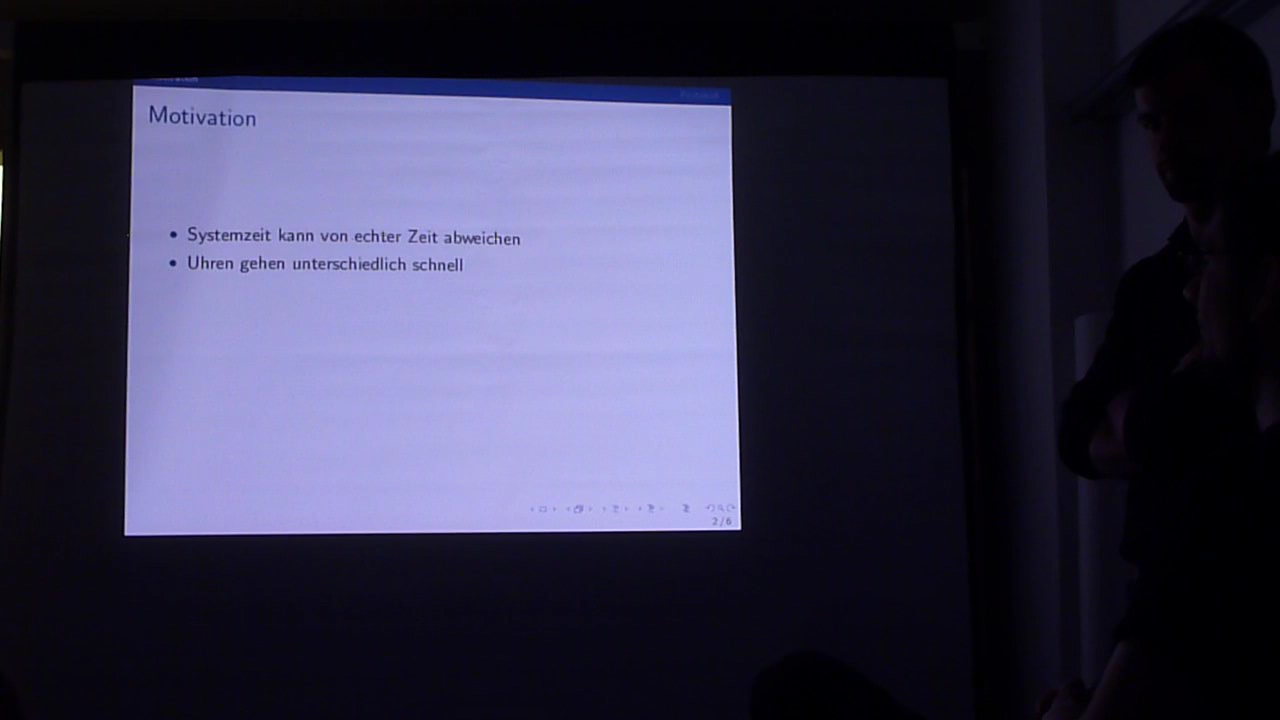 Motivation
• Systemzeit kann von echter Zeit abweichen
• Uhren gehen unterschiedlich schnell
2/6